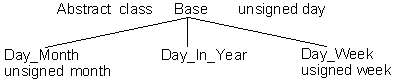 Abstract class Base unsigned day
Day_Month Day_In_Year Day_Week
unsigned month usigned week